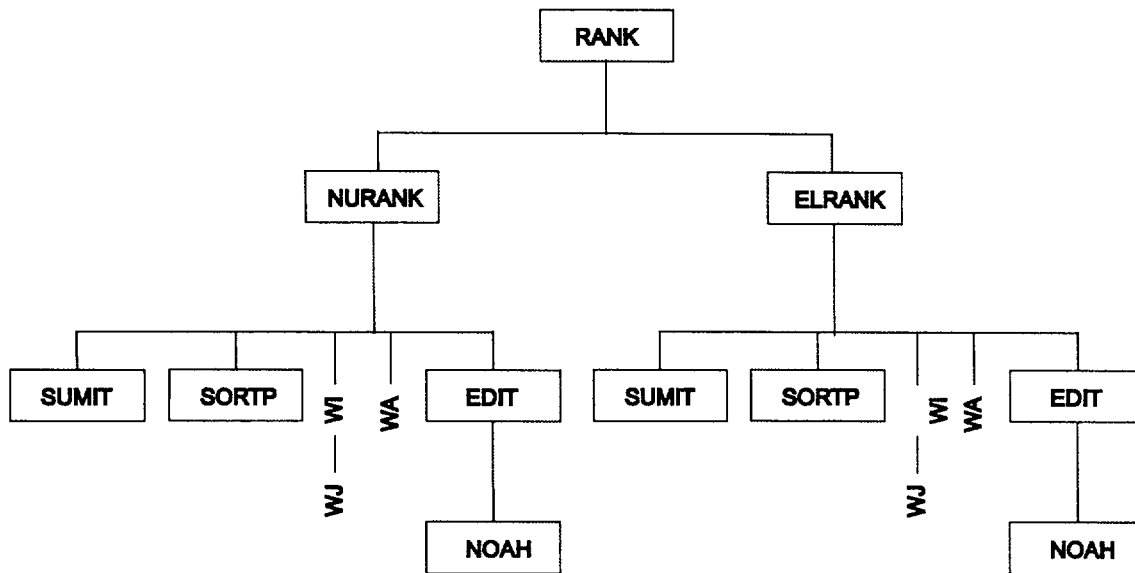 RANK
NURANK
ELRANK
SUMIT
SORTP
WI
WA
EDIT
SUMIT
SORTP
WI
WA
EDIT
WJ
WJ
NOAH
NOAH